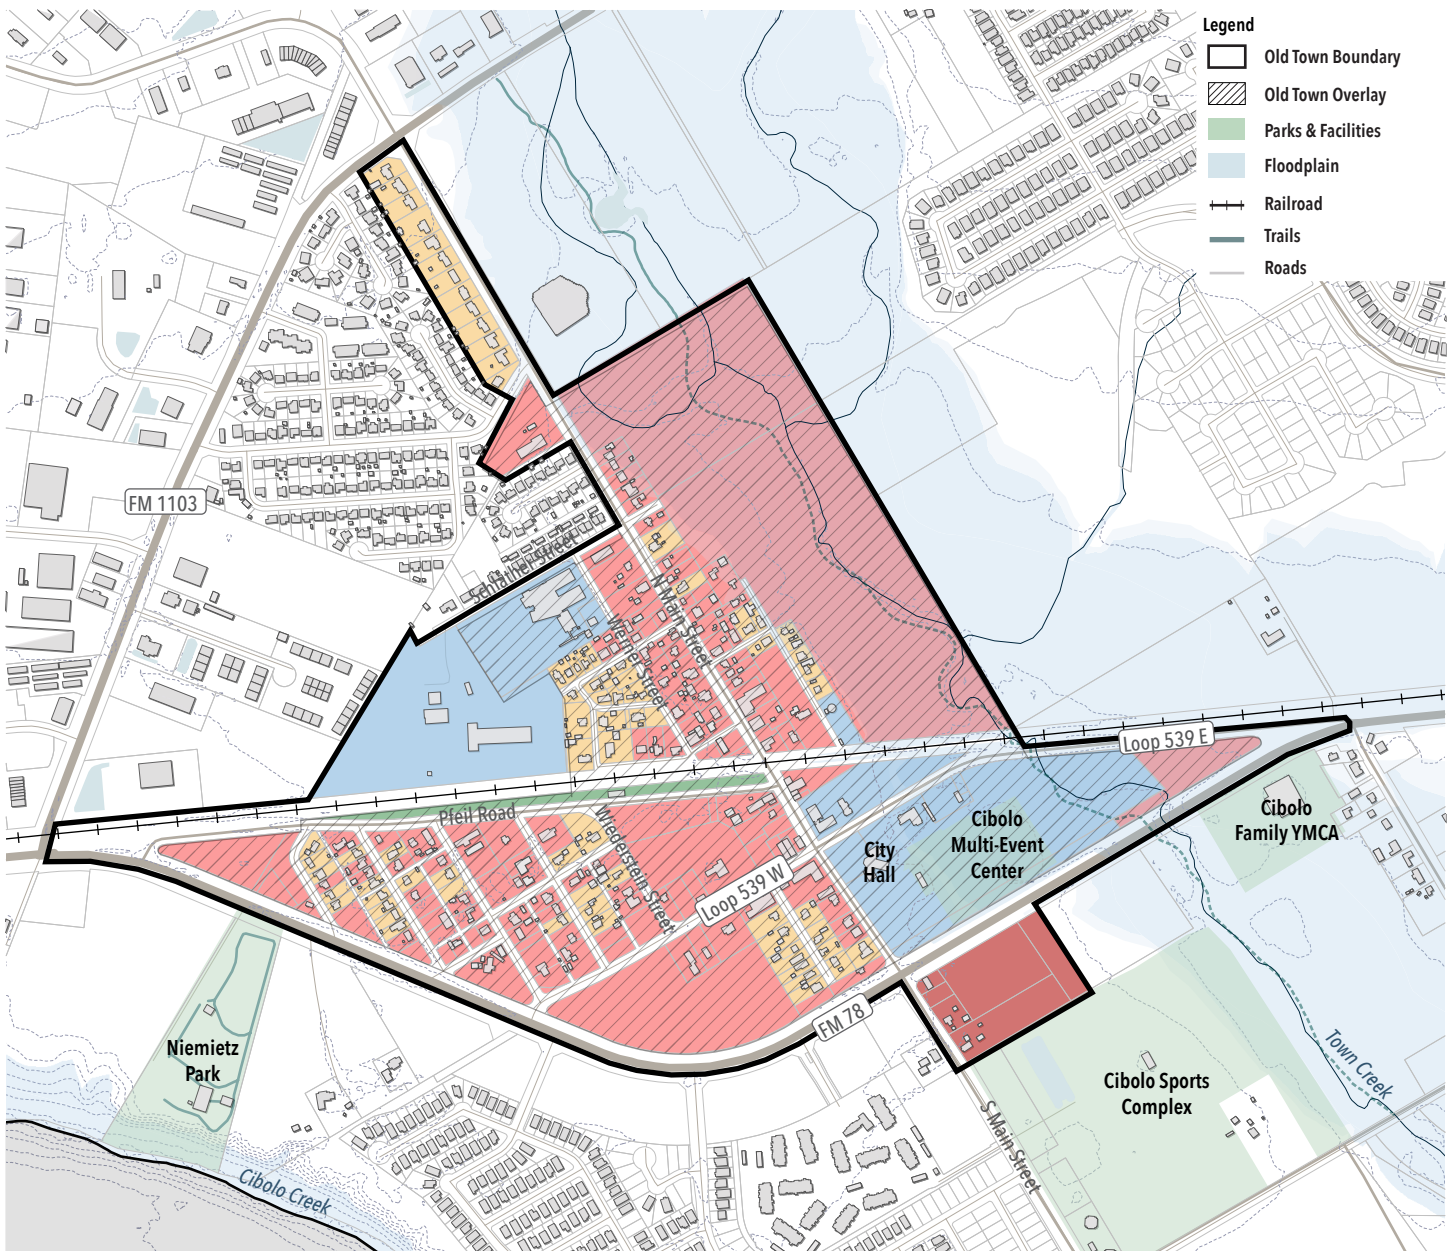 Legend
Old Town Boundary
Old Town Overlay
Parks & Facilities
Floodplain
Railroad
Trails
Roads
FM 1103
Schlather Street
N Main Street
Werner Street
Loop 539 E
Pfeil Road
Wiederstein Street
Cibolo
Multi-Event
Center
Cibolo
Family YMCA
City
Hall
Loop 539 W
FM 78
Niemietz
Park
Town Creek
Cibolo Sports
Complex
S Main Street
Cibolo Creek